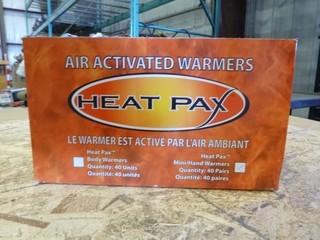 AIR ACTIVATED WARMERS
HEAT PAX
LE WARMER EST ACTIVÉ PAR L'AIR AMBIANT
Heat Pax™
Body Warmers
Quantity: 40 Units
Quantité: 40 unités
Heat Pax™
Mini/Hand Warmers
Quantity: 40 Pairs
Quantité: 40 paires